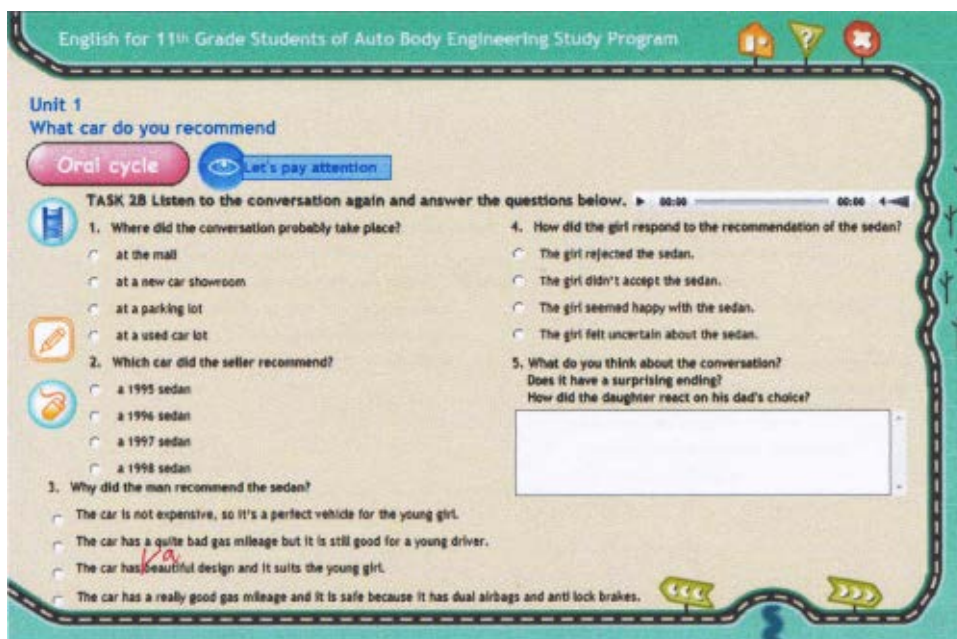 English for 11th Grade Students of Auto Body Engineering Study Program
?
Unit 1
What car do you recommend
Oral cycle
Let's pay attention
TASK 2B Listen to the conversation again and answer the questions below.
00:00
00:00
1. Where did the conversation probably take place?
at the mall
at a new car showroom
at a parking lot
at a used car lot
2. Which car did the seller recommend?
a 1995 sedan
a 1996 sedan
a 1997 sedan
a 1998 sedan
3. Why did the man recommend the sedan?
The car is not expensive, so it's a perfect vehicle for the young girl.
The car has a quite bad gas mileage but it is still good for a young driver.
a
The car has beautiful design and it suits the young girl.
The car has a really good gas mileage and it is safe because it has dual airbags and anti lock brakes.
4. How did the girl respond to the recommendation of the sedan?
The girl rejected the sedan.
The girl didn't accept the sedan.
The girl seemed happy with the sedan.
The girl felt uncertain about the sedan.
5. What do you think about the conversation?
Does it have a surprising ending?
How did the daughter react on his dad's choice?